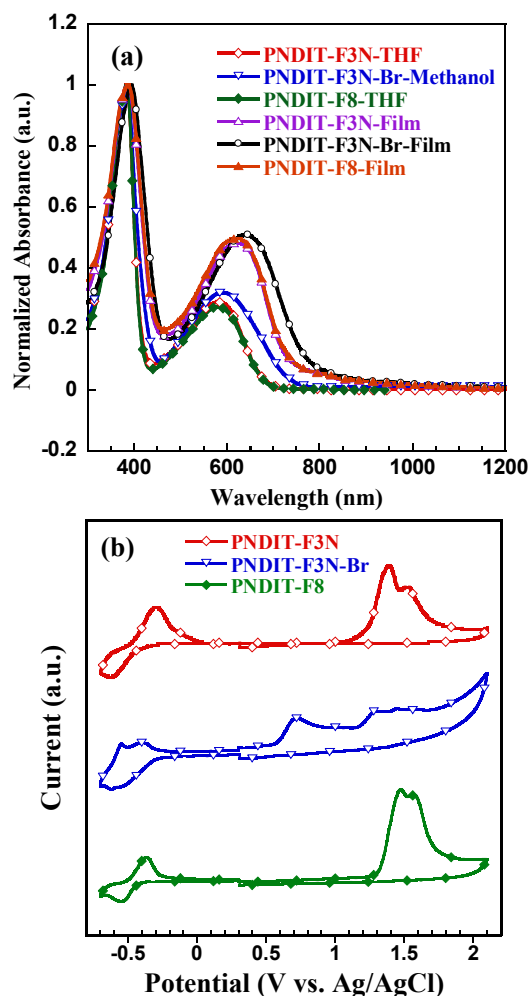 (a)
PNDIT-F3N-THF
PNDIT-F3N-Br-Methanol
PNDIT-F8-THF
PNDIT-F3N-Film
PNDIT-F3N-Br-Film
PNDIT-F8-Film
Normalized Absorbance (a.u.)
1.2
1
0.8
0.6
0.4
0.2
0
-0.2
400 600 800 1000 1200
Wavelength (nm)
(b)
PNDIT-F3N
PNDIT-F3N-Br
PNDIT-F8
Current (a.u.)
-0.5 0 0.5 1 1.5 2
Potential (V vs. Ag/AgCl)